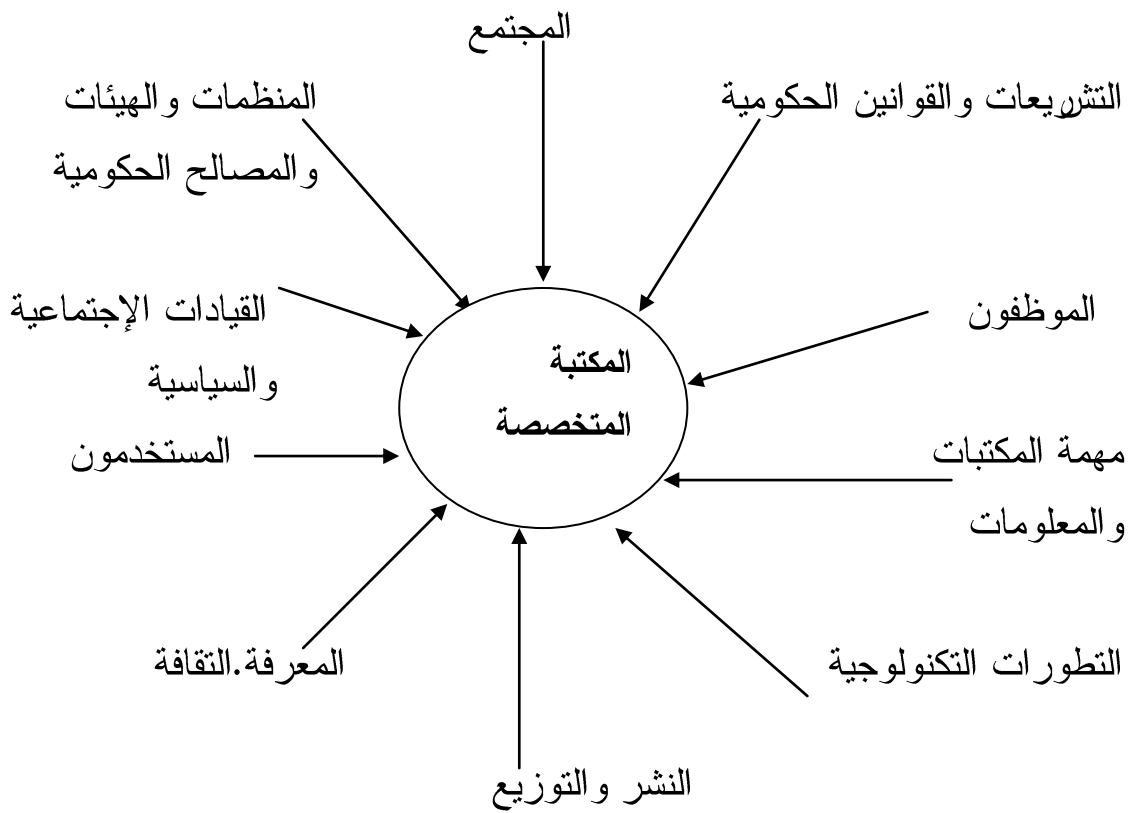 المجتمع
التشريعات والقوانين الحكومية
المنظمات والهيئات
والمصالح الحكومية
الموظفون
القيادات الإجتماعية
والسياسية
المكتبة
المتخصصة
مهمة المكتبات
والمعلومات
المستخدمون
التطورات التكنولوجية
المعرفة.الثقافة
النشر والتوزيع